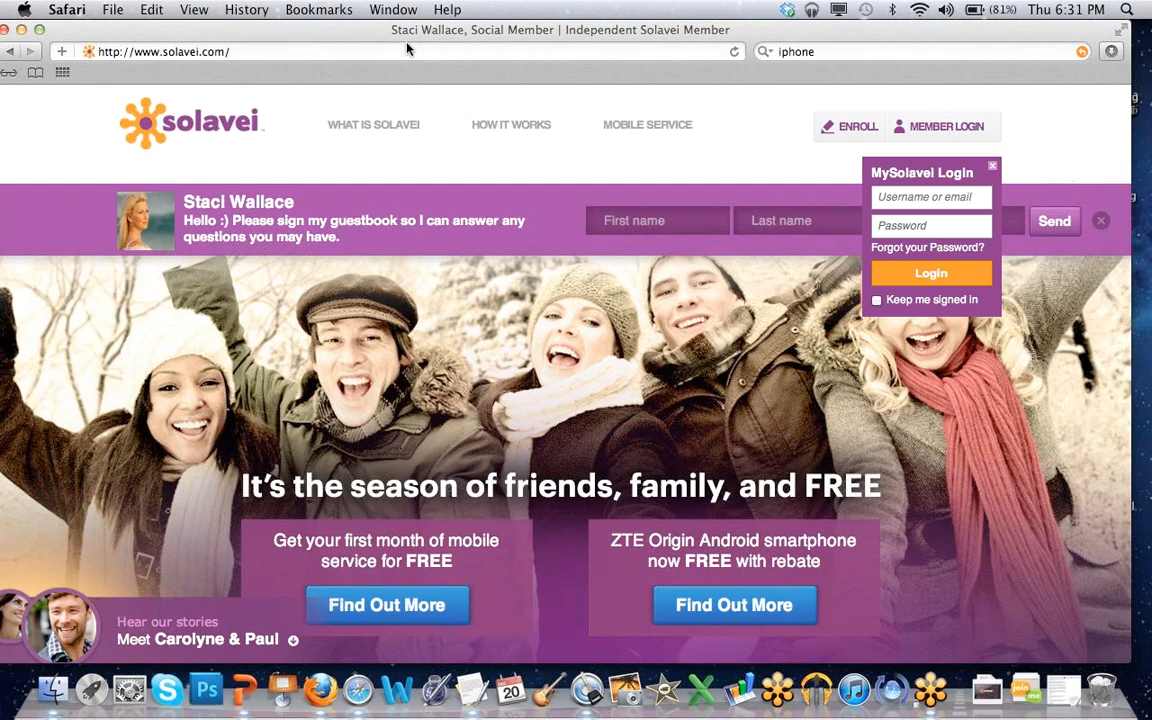 Safari File Edit View History Bookmarks Window Help (81%) Thu 6:31 PM
Staci Wallace, Social Member | Independent Solavei Member
http://www.solavei.com/ iphone
solavei WHAT IS SOLAVEI HOW IT WORKS MOBILE SERVICE ENROLL MEMBER LOGIN
MySolavei Login
Username or email
Password
Forgot your Password?
Login
Keep me signed in
Staci Wallace
Hello :) Please sign my guestbook so I can answer any
questions you may have.
First name Last name Send
It's the season of friends, family, and FREE
Get your first month of mobile
service for FREE
Find Out More
ZTE Origin Android smartphone
now FREE with rebate
Find Out More
Hear our stories
Meet Carolyne & Paul
Ps
20
join
me